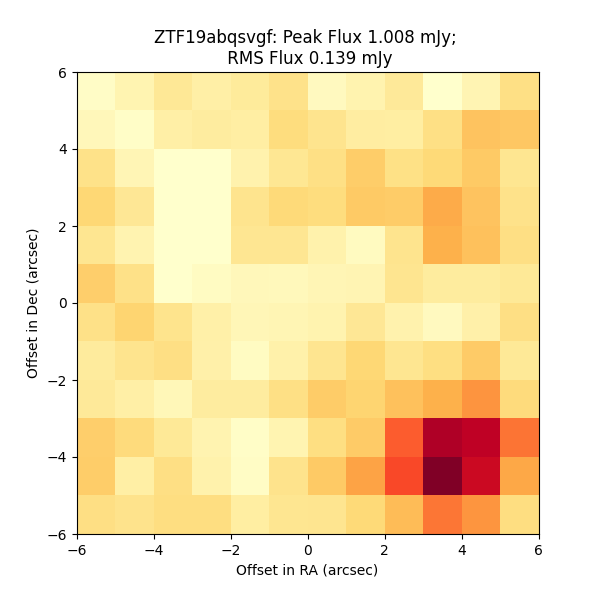 ZTF19abqsvgf: Peak Flux 1.008 mJy;
RMS Flux 0.139 mJy
6
4
2
0
−2
−4
−6
Offset in Dec (arcsec)
−6 −4 −2 0 2 4 6
Offset in RA (arcsec)